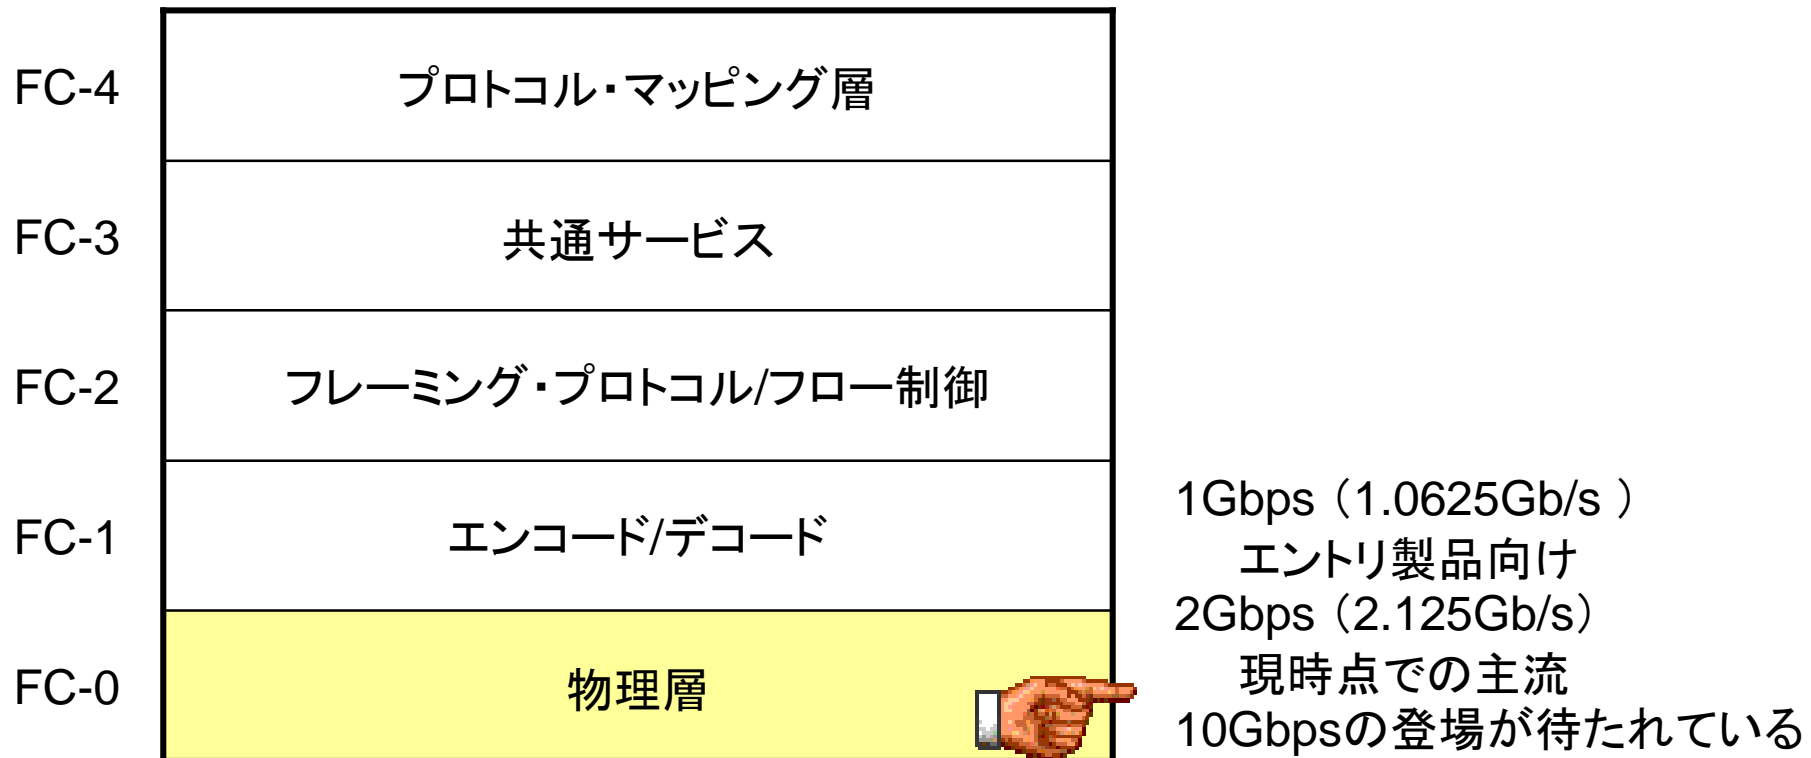 FC-4 プロトコル・マッピング層
FC-3 共通サービス
FC-2 フレーミング・プロトコル/フロー制御
FC-1 エンコード/デコード
FC-0 物理層
1Gbps（1.0625Gb/s ）
エントリ製品向け
2Gbps（2.125Gb/s）
現時点での主流
10Gbpsの登場が待たれている